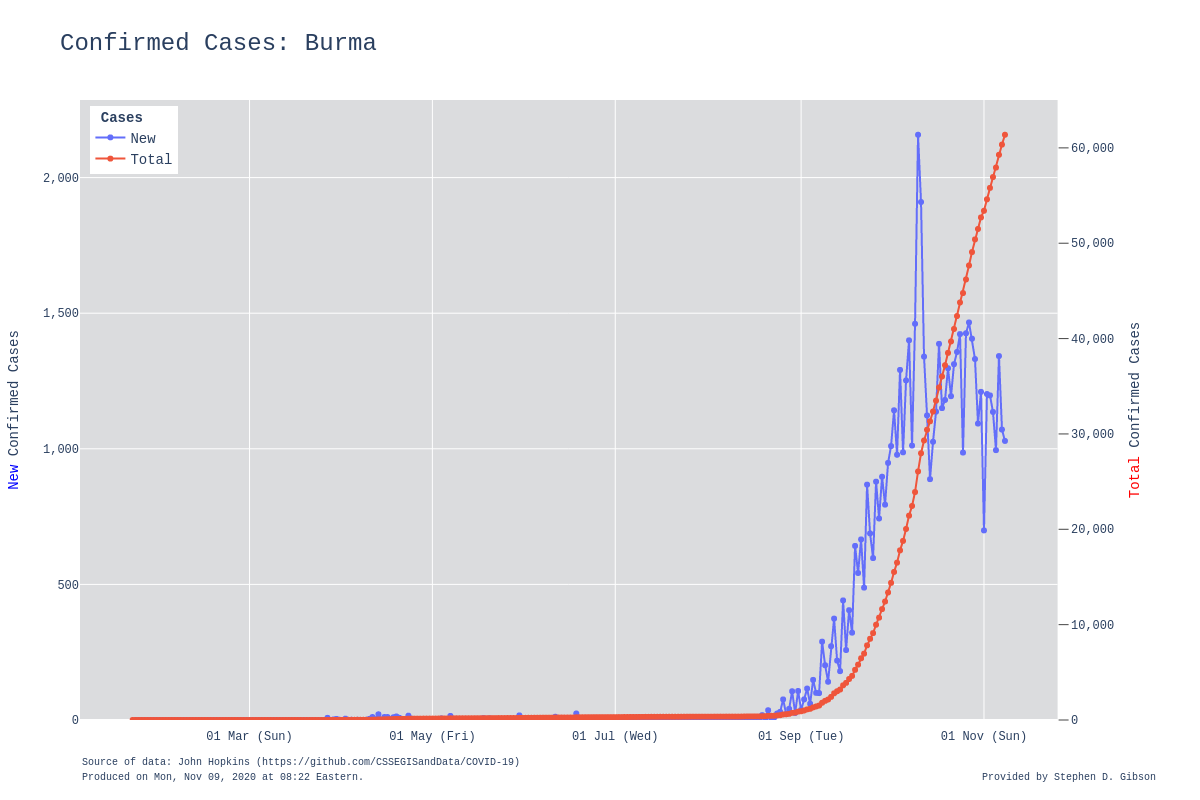 Confirmed Cases: Burma
Cases
New
Total
2,000
1,500
1,000
500
0
60,000
50,000
40,000
30,000
20,000
10,000
0
New Confirmed Cases
Total Confirmed Cases
01 Mar (Sun)
01 May (Fri)
01 Jul (Wed)
01 Sep (Tue)
01 Nov (Sun)
Source of data: John Hopkins (https://github.com/CSSEGISandData/COVID-19)
Produced on Mon, Nov 09, 2020 at 08:22 Eastern.
Provided by Stephen D. Gibson